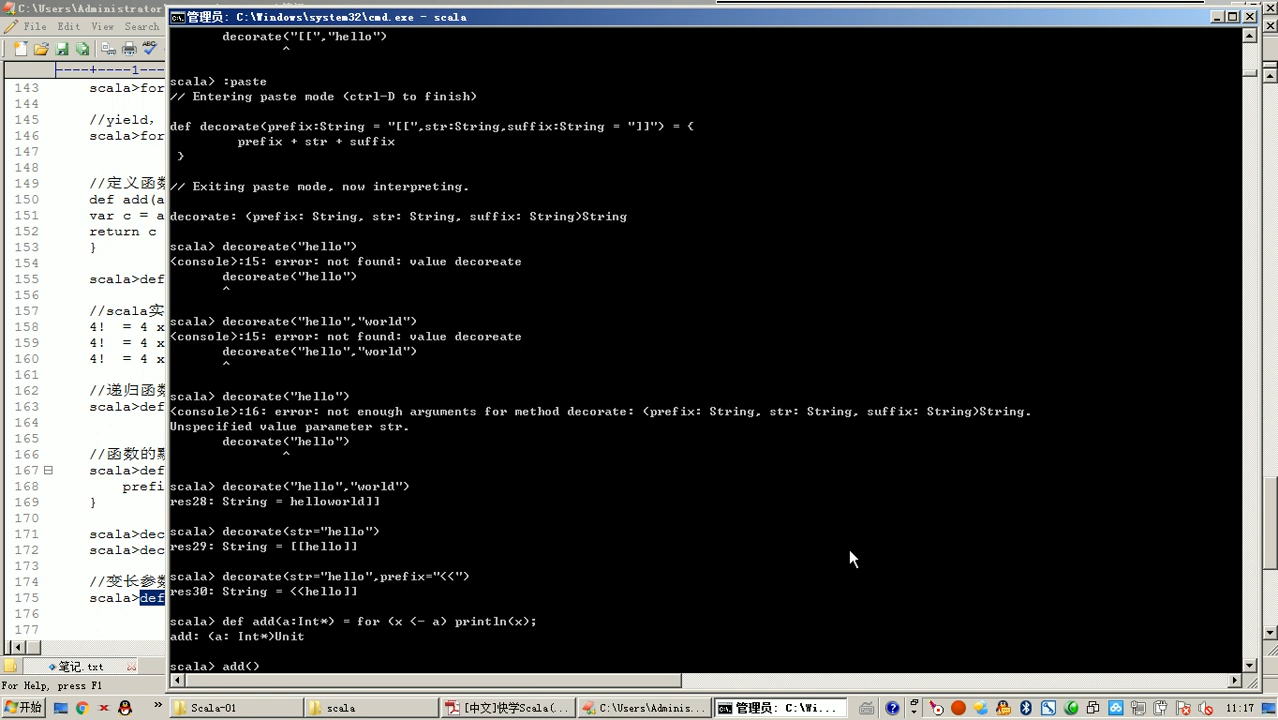 C:\Users\Administrator
管理员: C:\Windows\system32\cmd.exe - scala
File Edit View Search
----+----1---
decorate("[[","hello")
^
scala> :paste
// Entering paste mode (ctrl-D to finish)
def decorate(prefix:String = "[[",str:String,suffix:String = "]]") = {
prefix + str + suffix
}
// Exiting paste mode, now interpreting.
decorate: (prefix: String, str: String, suffix: String)String
scala> decoreate("hello")
<console>:15: error: not found: value decoreate
decoreate("hello")
^
scala> decoreate("hello","world")
<console>:15: error: not found: value decoreate
decoreate("hello","world")
^
scala> decorate("hello")
<console>:16: error: not enough arguments for method decorate: (prefix: String, str: String, suffix: String)String.
Unspecified value parameter str.
decorate("hello")
^
scala> decorate("hello","world")
res28: String = helloworld]]
scala> decorate(str="hello")
res29: String = [[hello]]
scala> decorate(str="hello",prefix="<<")
res30: String = <<hello]]
scala> def add(a:Int*) = for (x <- a) println(x);
add: (a: Int*)Unit
scala> add()
143 scala>for
144
145 //yield,
146 scala>for
147
148
149 //定义函数
150 def add(a
151 var c = a
152 return c
153 }
154
155 scala>def
156
157 //scala实
158 4! = 4 x
159 4! = 4 x
160 4! = 4 x
161
162 //递归函数
163 scala>def
164
165
166 //函数的默
167 scala>def
168 prefi
169 }
170
171 scala>dec
172 scala>dec
173
174 //变长参数
175 scala>def
176
177
笔记.txt
For Help, press F1
开始
Scala-01
scala
[中文]快学Scala(...
C:\Users\Adminis...
管理员: C:\Wi...
11:17